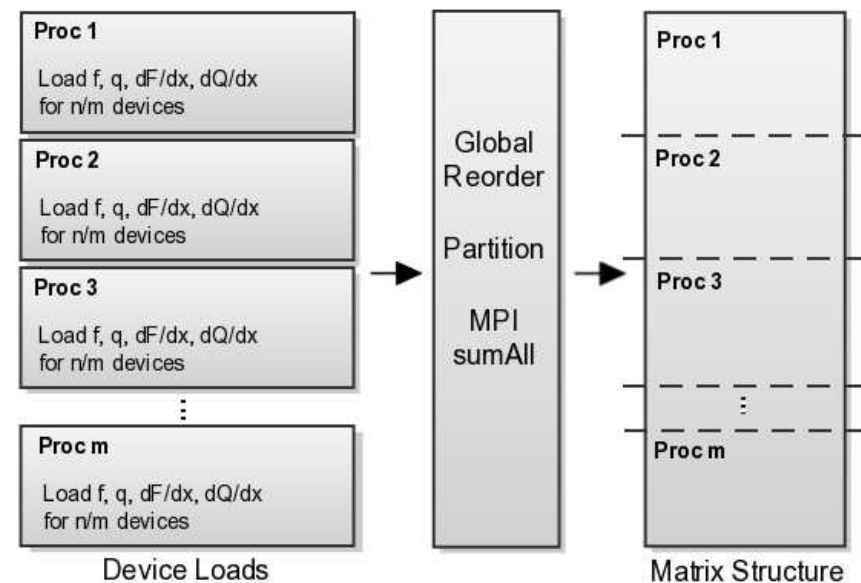 Proc 1
Load f, q, dF/dx, dQ/dx
for n/m devices
Proc 2
Load f, q, dF/dx, dQ/dx
for n/m devices
Proc 3
Load f, q, dF/dx, dQ/dx
for n/m devices
⋮
Proc m
Load f, q, dF/dx, dQ/dx
for n/m devices
Device Loads
Global
Reorder
Partition
MPI
sumAll
Proc 1
Proc 2
Proc 3
⋮
Proc m
Matrix Structure